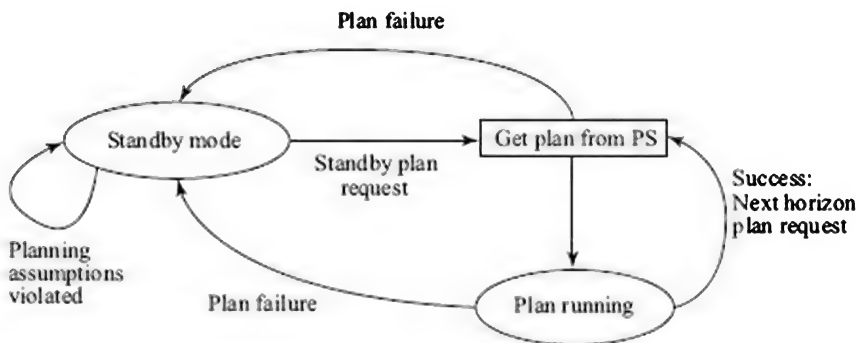 Plan failure
Standby mode
Get plan from PS
Standby plan
request
Success:
Next horizon
plan request
Planning
assumptions
violated
Plan failure
Plan running